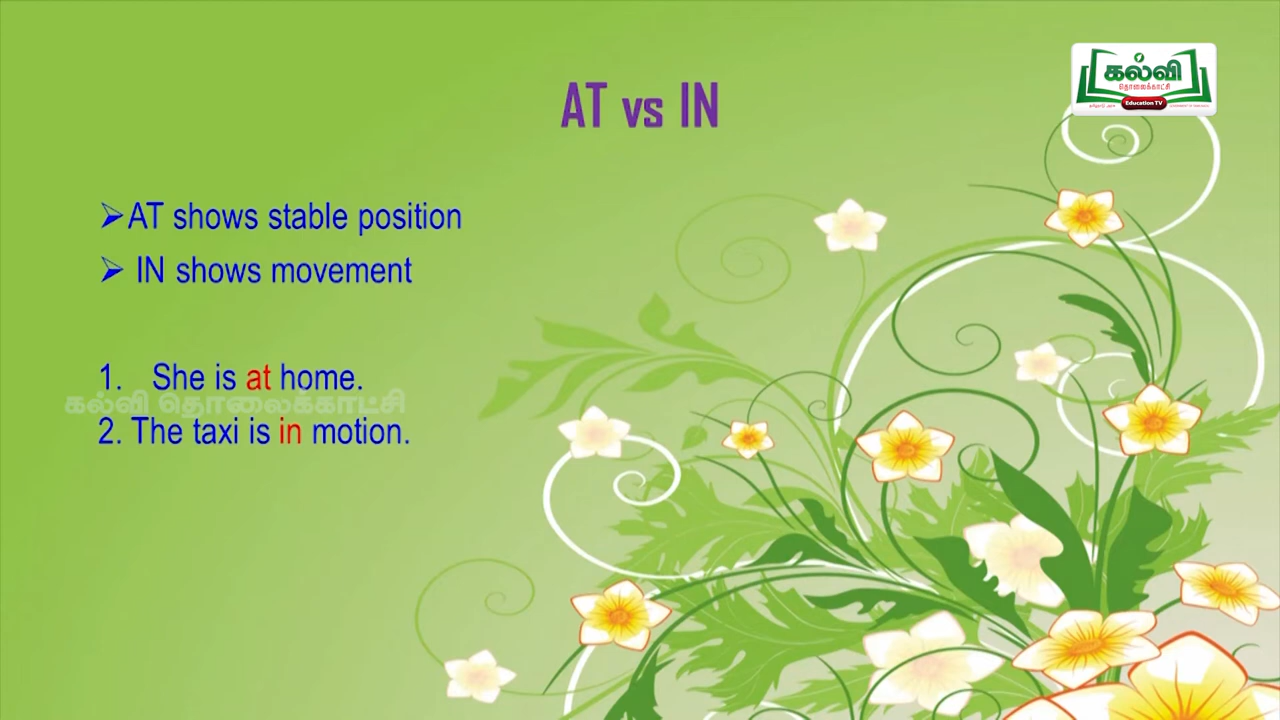 கல்வி
தொலைக்காட்சி
Education TV
AT vs IN
➢AT shows stable position
➢ IN shows movement
1. She is at home.
கல்வி தொலைக்காட்சி
2. The taxi is in motion.